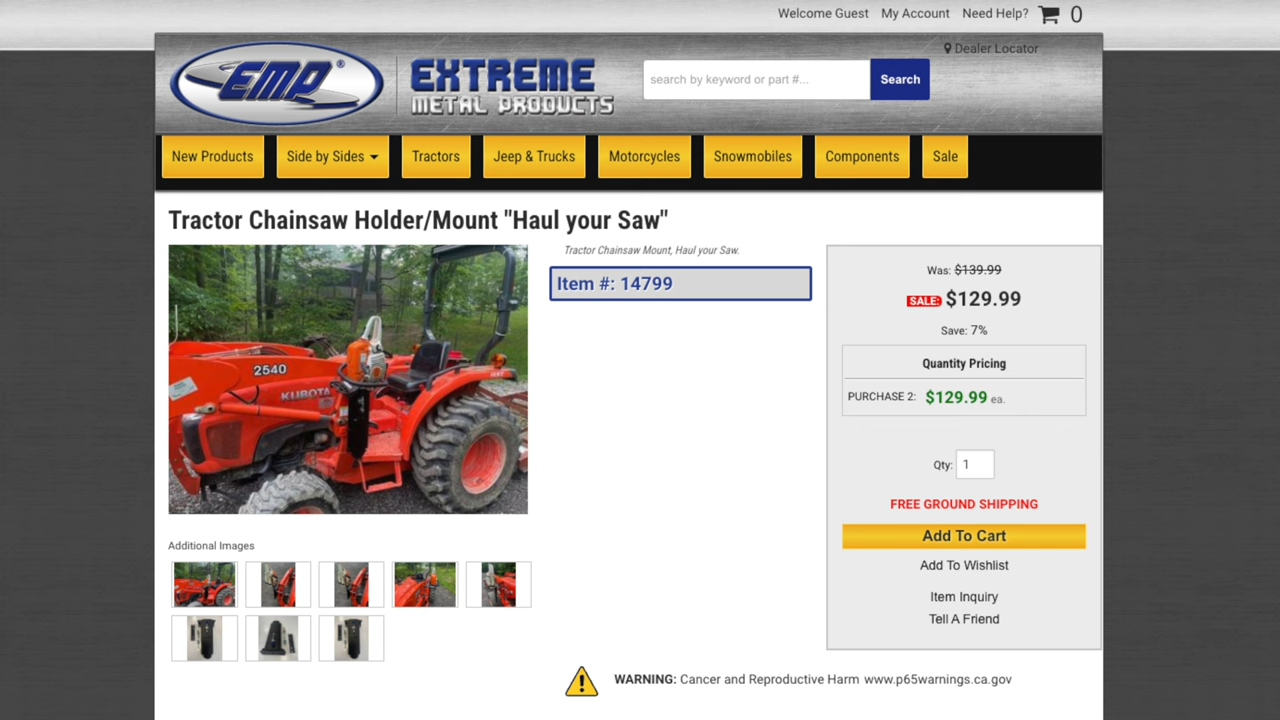 Welcome Guest My Account Need Help? 0
Dealer Locator
EMP®
EXTREME
METAL PRODUCTS
search by keyword or part #...
Search
New Products Side by Sides Tractors Jeep & Trucks Motorcycles Snowmobiles Components Sale
Tractor Chainsaw Holder/Mount "Haul your Saw"
2540
KUBOTA
Tractor Chainsaw Mount, Haul your Saw.
Item #: 14799
Was: $139.99
SALE: $129.99
Save: 7%
Quantity Pricing
PURCHASE 2: $129.99 ea.
Qty: 1
FREE GROUND SHIPPING
Add To Cart
Add To Wishlist
Item Inquiry
Tell A Friend
Additional Images
WARNING: Cancer and Reproductive Harm www.p65warnings.ca.gov